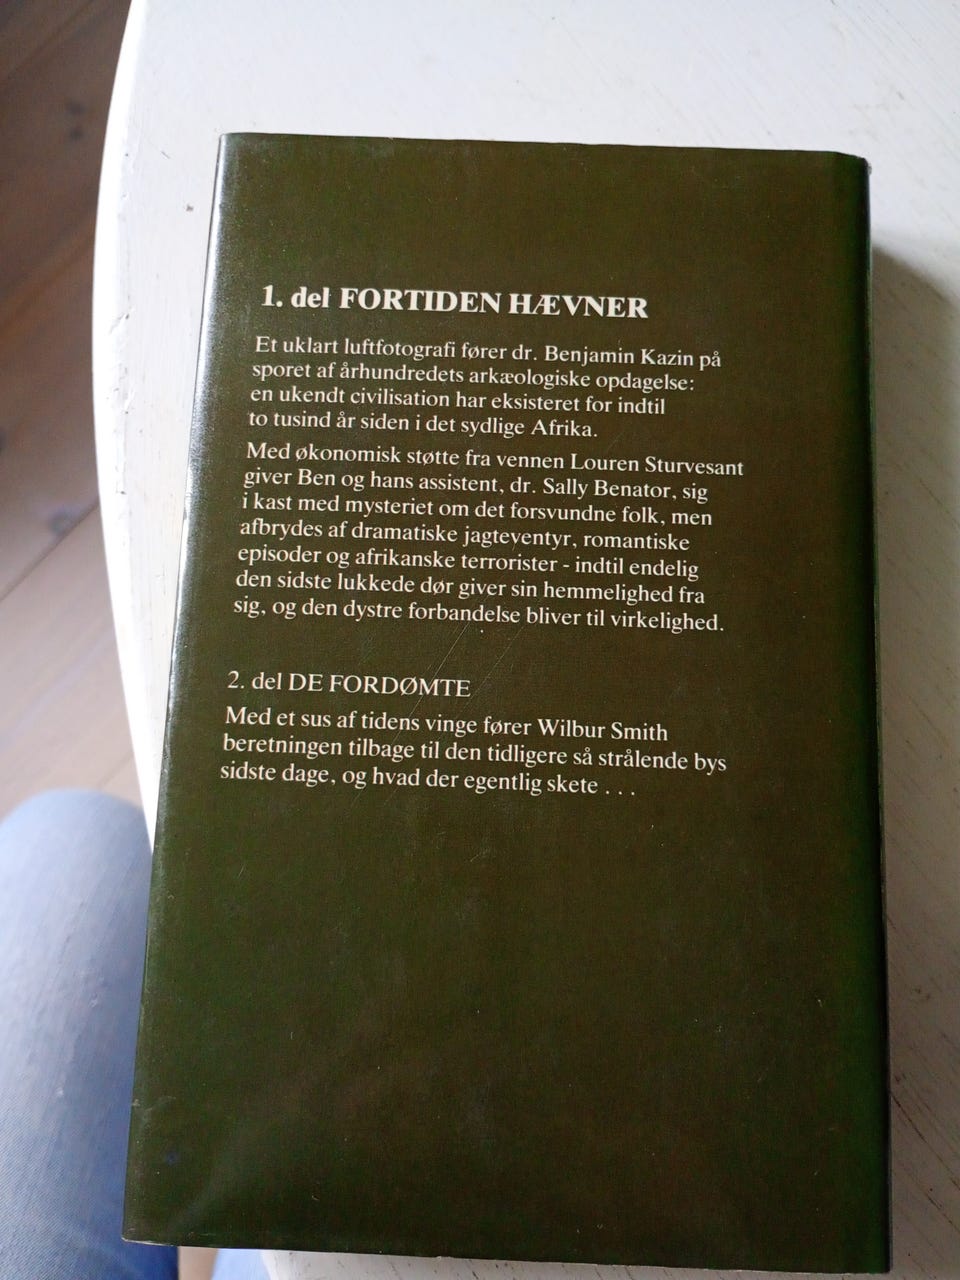 1. del FORTIDEN HÆVNER
Et uklart luftfotografi fører dr. Benjamin Kazin på
sporet af århundredets arkæologiske opdagelse:
en ukendt civilisation har eksisteret for indtil
to tusind år siden i det sydlige Afrika.
Med økonomisk støtte fra vennen Louren Sturvesant
giver Ben og hans assistent, dr. Sally Benator, sig
i kast med mysteriet om det forsvundne folk, men
afbrydes af dramatiske jagteventyr, romantiske
episoder og afrikanske terrorister - indtil endelig
den sidste lukkede dør giver sin hemmelighed fra
sig, og den dystre forbandelse bliver til virkelighed.
2. del DE FORDØMTE
Med et sus af tidens vinge fører Wilbur Smith
beretningen tilbage til den tidligere så strålende bys
sidste dage, og hvad der egentlig skete . . .